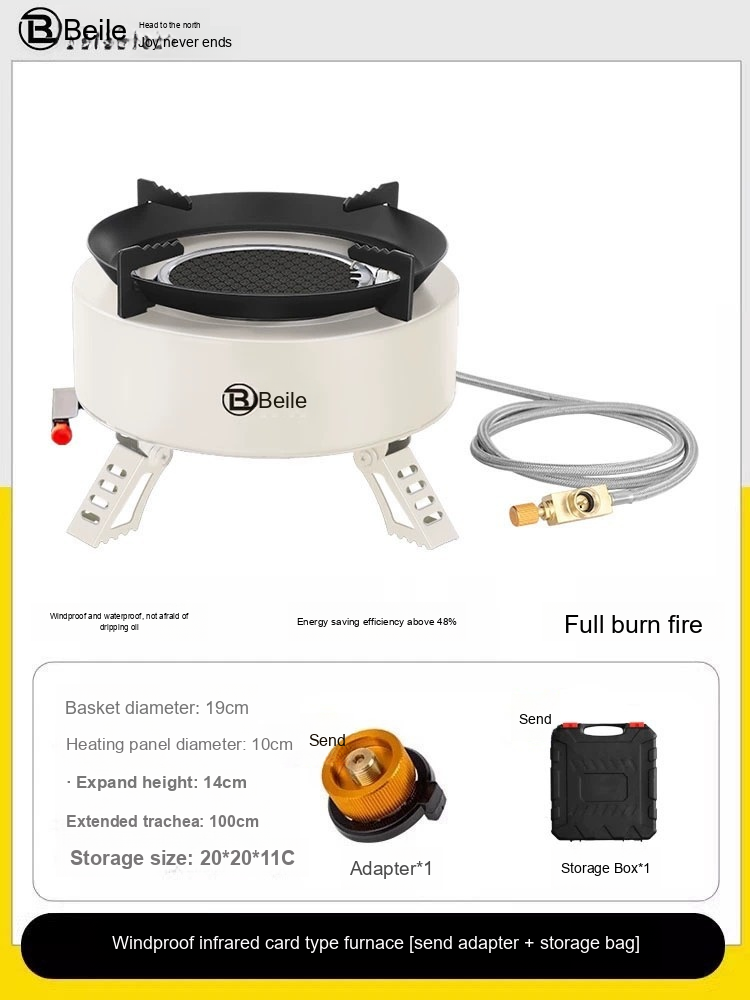 Beile
Head to the north
Joy never ends
Beile
Windproof and waterproof, not afraid of
dripping oil
Energy saving efficiency above 48%
Full burn fire
Basket diameter: 19cm
Heating panel diameter: 10cm
· Expand height: 14cm
Extended trachea: 100cm
Storage size: 20*20*11C
Send
Adapter*1
Send
Storage Box*1
Windproof infrared card type furnace [send adapter + storage bag]